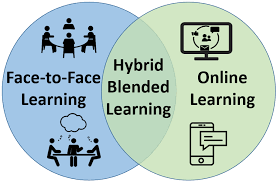 Face-to-Face
Learning
Hybrid
Blended
Learning
Online
Learning